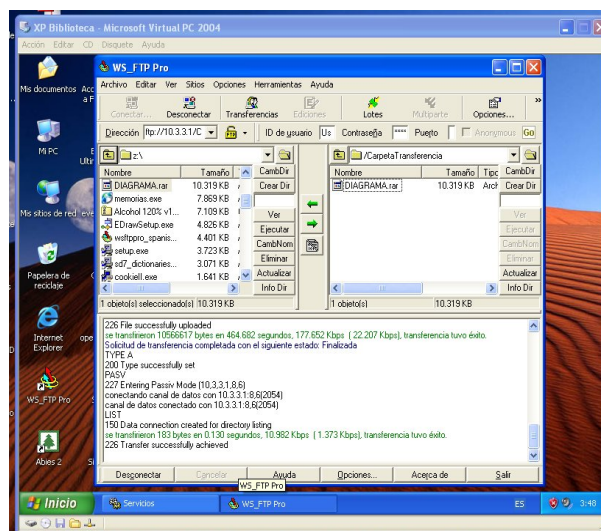 XP Biblioteca - Microsoft Virtual PC 2004
Acción Editar CD Disquete Ayuda
Mis documentos
Mi PC
Mis sitios de red
Papelera de reciclaje
Internet Explorer
WS_FTP Pro
Abies 2
WS_FTP Pro
Archivo Editar Ver Sitios Opciones Herramientas Ayuda
Conectar... Desconectar Transferencias Ediciones Lotes Multiparte Opciones... »
Dirección ftp://10.3.3.1/C ID de yusuario Us Contraseña **** Puerto Anonymous Go
z:\
Nombre Tamaño
DIAGRAMA.rar 10.319 KB
memorias.exe 7.869 KB
Alcohol 120% v1... 7.109 KB
EDrawSetup.exe 4.826 KB
wsftppro_spanis... 4.401 KB
setup.exe 3.723 KB
sd7_dictionaries... 3.071 KB
cookiell.exe 1.641 KB
1 objeto(s) seleccionado(s) 10.319 KB
CambDir
Crear Dir
Ver
Ejecutar
CambNom
Eliminar
Actualizar
Info Dir
/CarpetaTransferencia
Nombre Tamaño Tipo
DIAGRAMA.rar 10.319 KB Arch
1 objeto(s) 10.319 KB
CambDir
Crear Dir
Ver
Ejecutar
CambNom
Eliminar
Actualizar
Info Dir
226 File successfully uploaded
se transfirieron 10566617 bytes en 464.682 segundos, 177.652 Kbps ( 22.207 Kbps), transferencia tuvo éxito.
Solicitud de transferencia completada con el siguiente estado: Finalizada
TYPE A
200 Type successfully set
PASV
227 Entering Passiv Mode (10,3,3,1,8,6)
conectando canal de datos con 10.3.3.1:8,6(2054)
canal de datos conectado con 10.3.3.1:8,6(2054)
LIST
150 Data connection created for directory listing
se transfirieron 183 bytes en 0.130 segundos, 10.982 Kbps ( 1.373 Kbps), transferencia tuvo éxito.
226 Transfer successfully achieved
Desconectar Cancelar Ayuda Opciones... Acerca de Salir
WS_FTP Pro
Inicio Servicios WS_FTP Pro ES 3:48